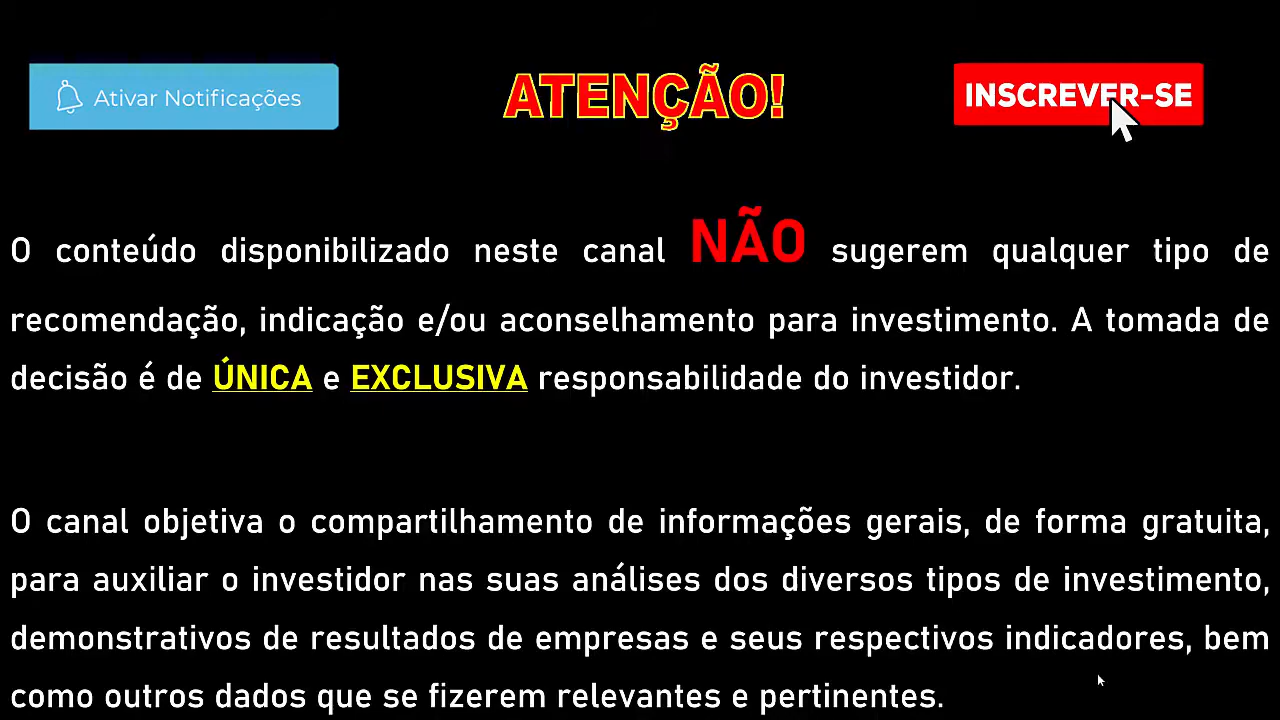 Ativar Notificações
ATENÇÃO!
INSCREVER-SE
O conteúdo disponibilizado neste canal NÃO sugerem qualquer tipo de
recomendação, indicação e/ou aconselhamento para investimento. A tomada de
decisão é de ÚNICA e EXCLUSIVA responsabilidade do investidor.
O canal objetiva o compartilhamento de informações gerais, de forma gratuita,
para auxiliar o investidor nas suas análises dos diversos tipos de investimento,
demonstrativos de resultados de empresas e seus respectivos indicadores, bem
como outros dados que se fizerem relevantes e pertinentes.